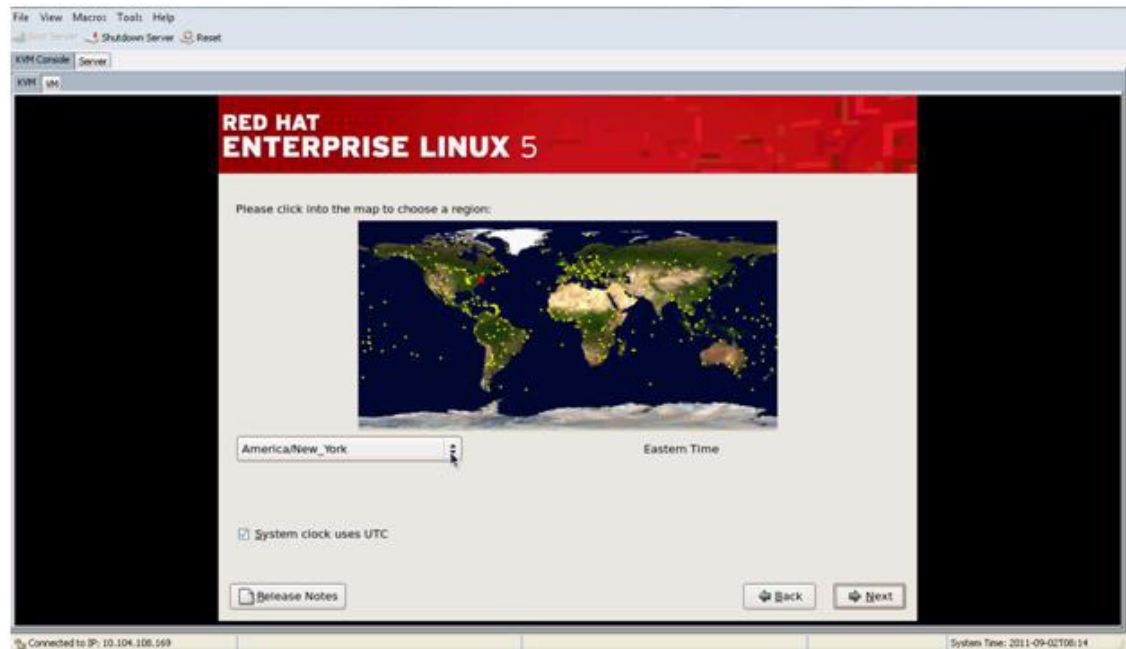 File View Macros Tools Help
Boot Server Shutdown Server Reset
KVM Console Server
KVM VM
RED HAT
ENTERPRISE LINUX 5
Please click into the map to choose a region:
America/New_York Eastern Time
System clock uses UTC
Release Notes Back Next
Connected to IP: 10.104.108.169 System Time: 2011-09-02T08:14